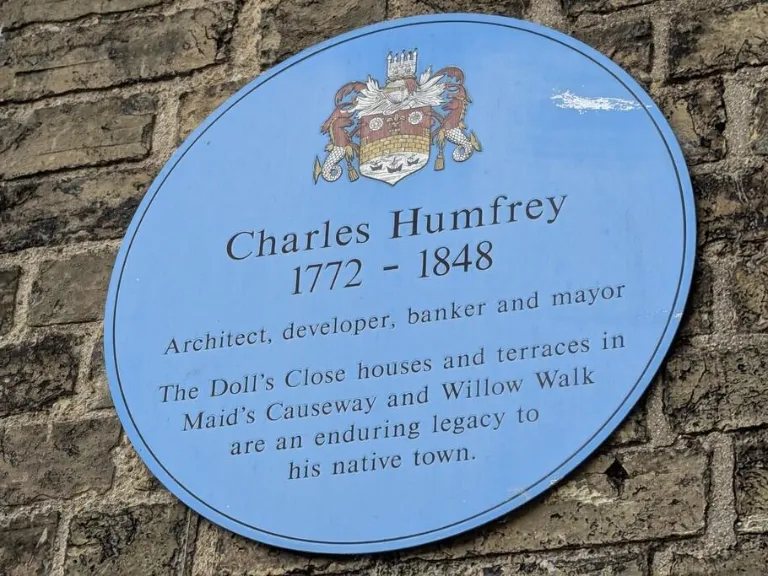 Charles Humfrey
1772 - 1848
Architect, developer, banker and mayor
The Doll's Close houses and terraces in
Maid's Causeway and Willow Walk
are an enduring legacy to
his native town.